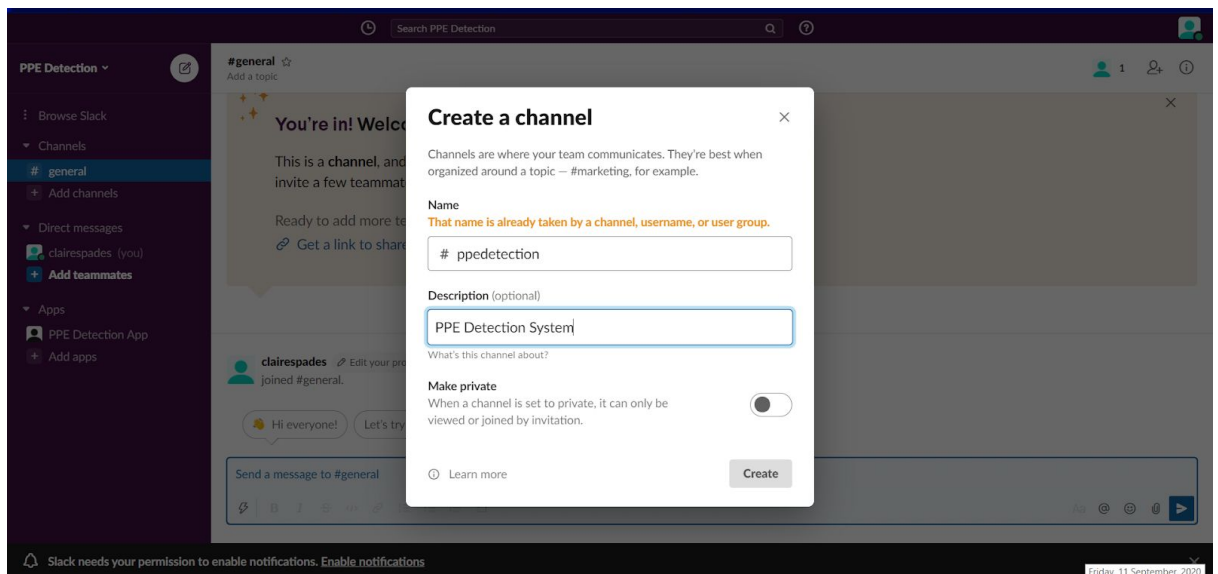 Search PPE Detection
PPE Detection
#general
Add a topic
1
Browse Slack
Channels
# general
+ Add channels
Direct messages
clairespades (you)
+ Add teammates
Apps
PPE Detection App
+ Add apps
You're in! Welco
This is a channel, and
invite a few teammat
Ready to add more te
Get a link to share
clairespades Edit your pro
joined #general.
Hi everyone!
Let's try
Send a message to #general
Create a channel
Channels are where your team communicates. They're best when
organized around a topic — #marketing, for example.
Name
That name is already taken by a channel, username, or user group.
# ppedetection
Description (optional)
PPE Detection System
What's this channel about?
Make private
When a channel is set to private, it can only be
viewed or joined by invitation.
Learn more
Create
Slack needs your permission to enable notifications. Enable notifications
Friday, 11 September, 2020